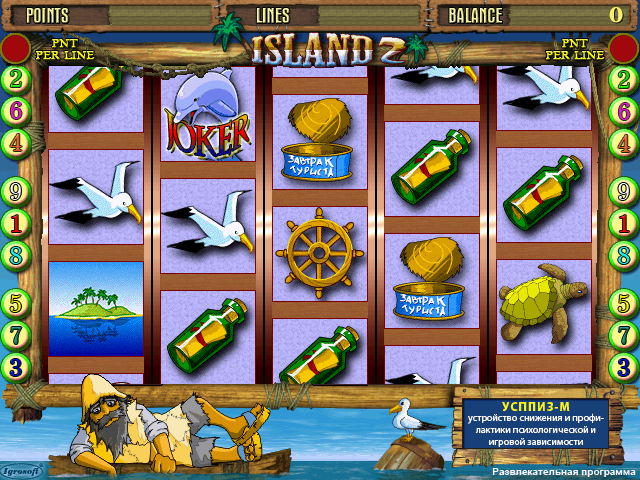 POINTS LINES BALANCE 0
ISLAND 2
PNT PER LINE
PNT PER LINE
2 2
6 6
4 4
JOKER
ЗАВТРАК ТУРИСТА
9 9
1 1
8 8
ЗАВТРАК ТУРИСТА
5 5
7 7
3 3
УСППИЗ-М
устройство снижения и профи-
лактики психологической и
игровой зависимости
Igrosoft
Развлекательная программа